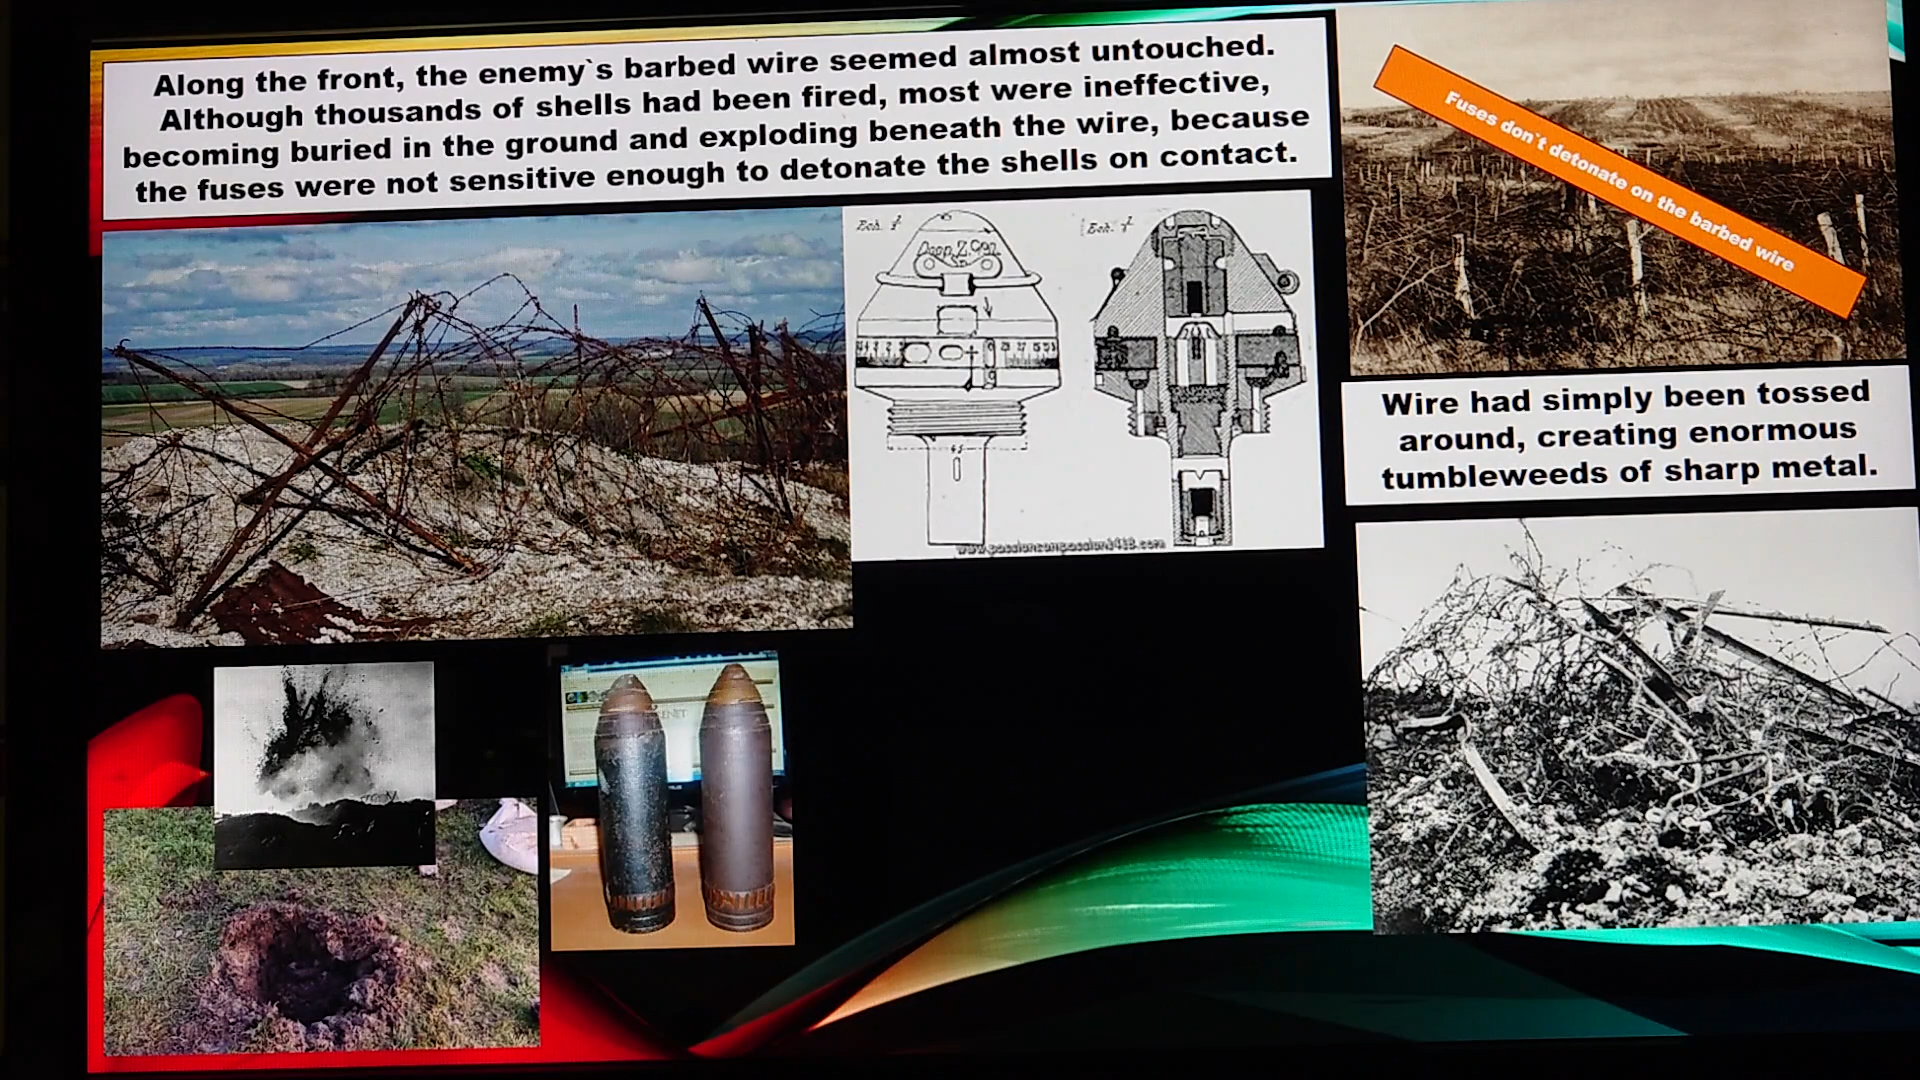 Along the front, the enemy`s barbed wire seemed almost untouched.
Although thousands of shells had been fired, most were ineffective,
becoming buried in the ground and exploding beneath the wire, because
the fuses were not sensitive enough to detonate the shells on contact.
Fuses don`t detonate on the barbed wire
Wire had simply been tossed
around, creating enormous
tumbleweeds of sharp metal.